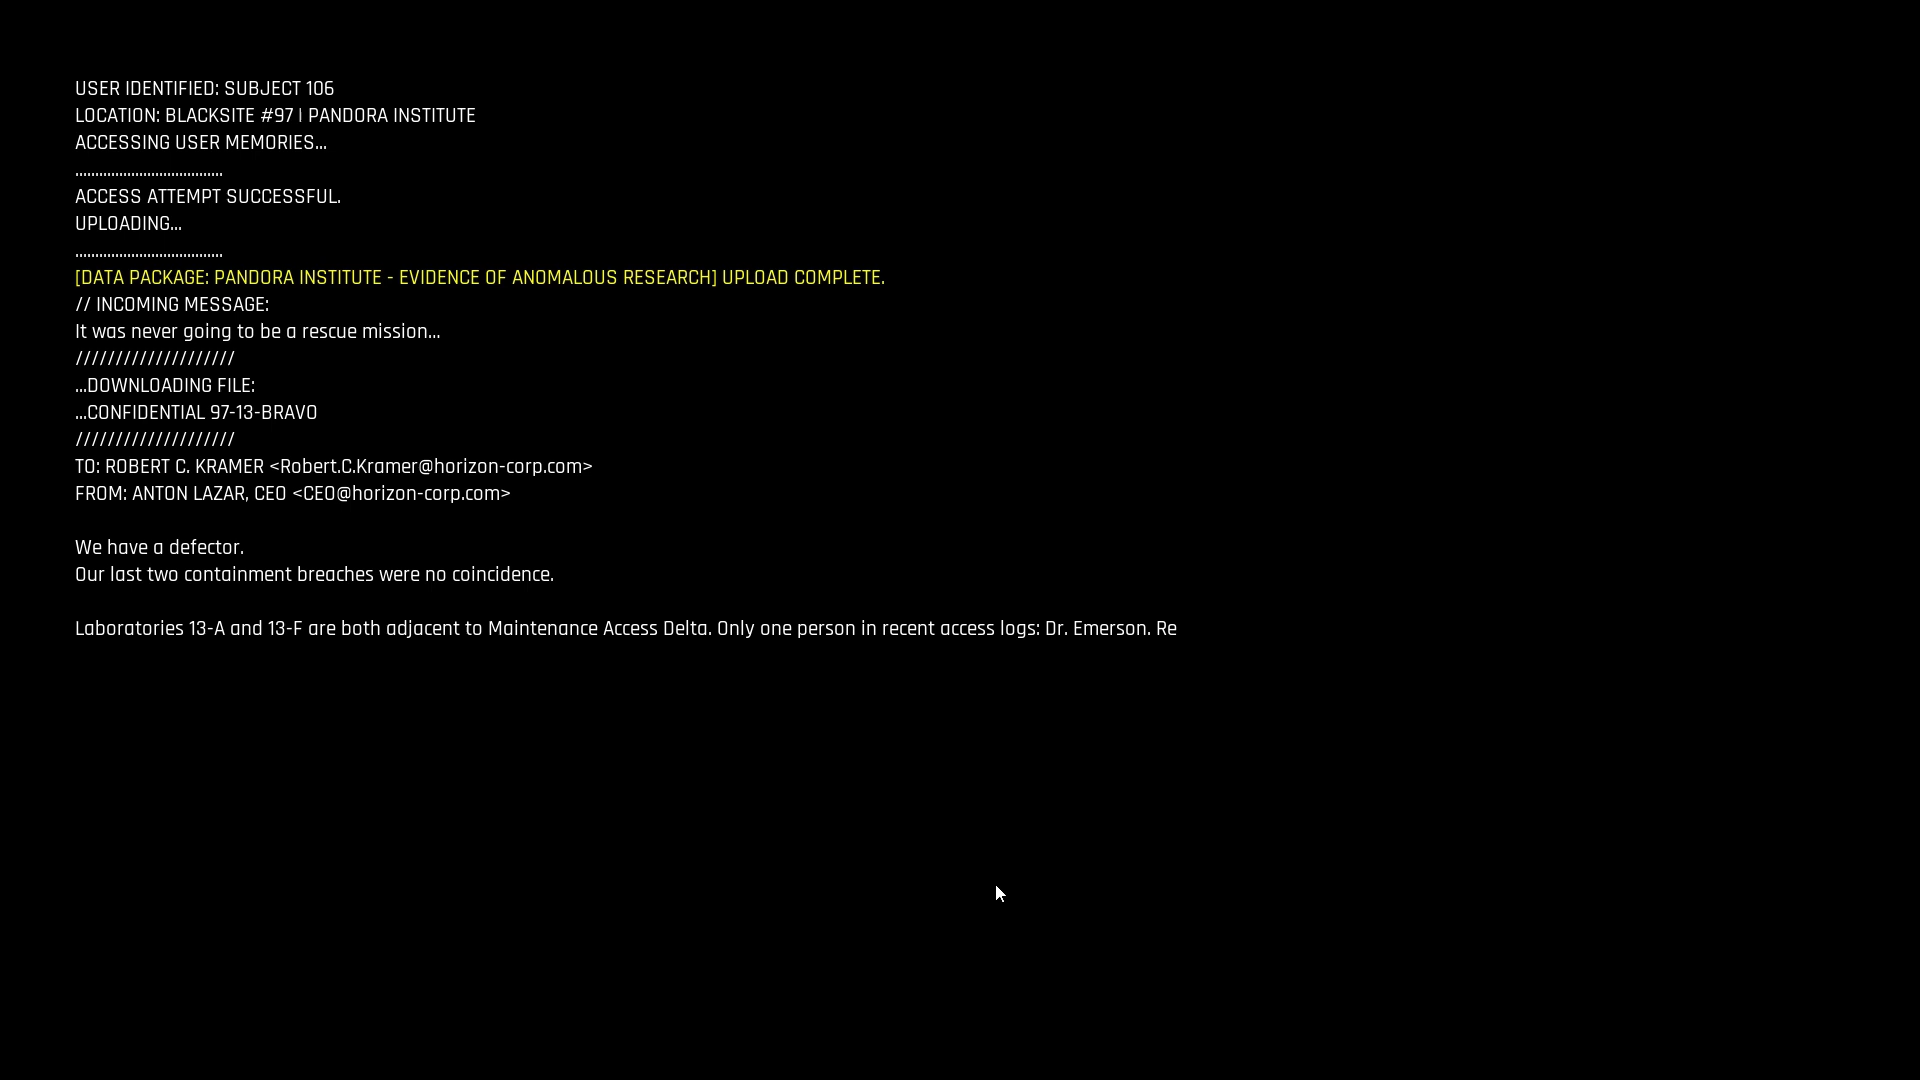 USER IDENTIFIED: SUBJECT 106
LOCATION: BLACKSITE #97 | PANDORA INSTITUTE
ACCESSING USER MEMORIES...
.....................................
ACCESS ATTEMPT SUCCESSFUL.
UPLOADING...
.....................................
[DATA PACKAGE: PANDORA INSTITUTE - EVIDENCE OF ANOMALOUS RESEARCH] UPLOAD COMPLETE.
// INCOMING MESSAGE:
It was never going to be a rescue mission...
////////////////////
...DOWNLOADING FILE:
...CONFIDENTIAL 97-13-BRAVO
////////////////////
TO: ROBERT C. KRAMER <Robert.C.Kramer@horizon-corp.com>
FROM: ANTON LAZAR, CEO <CEO@horizon-corp.com>
We have a defector.
Our last two containment breaches were no coincidence.
Laboratories 13-A and 13-F are both adjacent to Maintenance Access Delta. Only one person in recent access logs: Dr. Emerson. Re